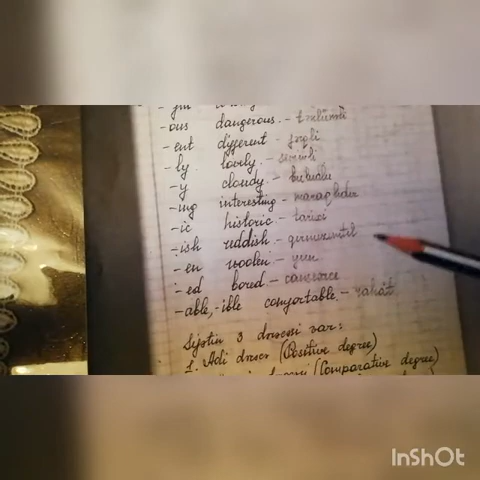 -ous dangerous. - təhlükəli
-ent different - fərqli
-ly lovely. - sevimli
-y cloudy - buludlu
-ing interesting - maraqlıdır
-ic historic - tarixi
-ish reddish - qırmızımtıl
-en woolen - yun
-ed bored - cansıxıcı
-able, -ible comfortable - rahat
Sifətin 3 dərəcəsi var:
1. Adi dərəcə (Positive degree)
(Comparative degree)
InShOt